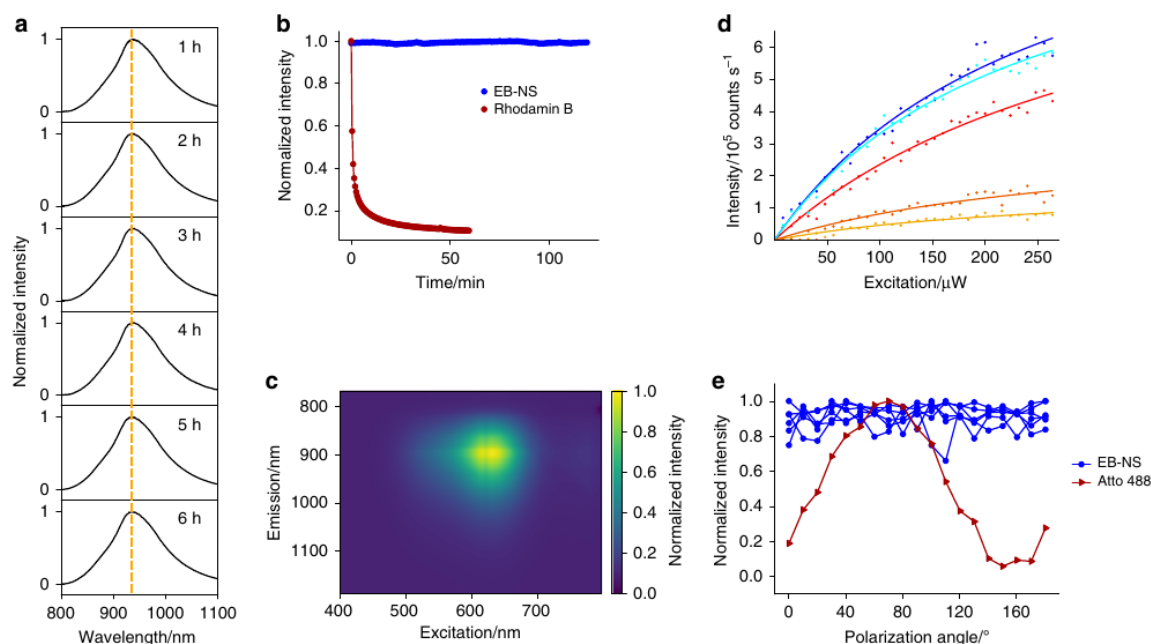 a
Normalized intensity
1
0
1 h
1
0
2 h
1
0
3 h
1
0
4 h
1
0
5 h
1
0
6 h
800 900 1000 1100
Wavelength/nm
b
Normalized intensity
1.0
0.8
0.6
0.4
0.2
EB-NS
Rhodamin B
0 50 100
Time/min
c
Emission/nm
800
900
1000
1100
400 500 600 700
Excitation/nm
1.0
0.8
0.6
0.4
0.2
0.0
Normalized intensity
d
Intensity/10⁵ counts s⁻¹
6
5
4
3
2
1
0
50 100 150 200 250
Excitation/μW
e
Normalized intensity
1.0
0.8
0.6
0.4
0.2
0.0
0 40 80 120 160
Polarization angle/°
EB-NS
Atto 488